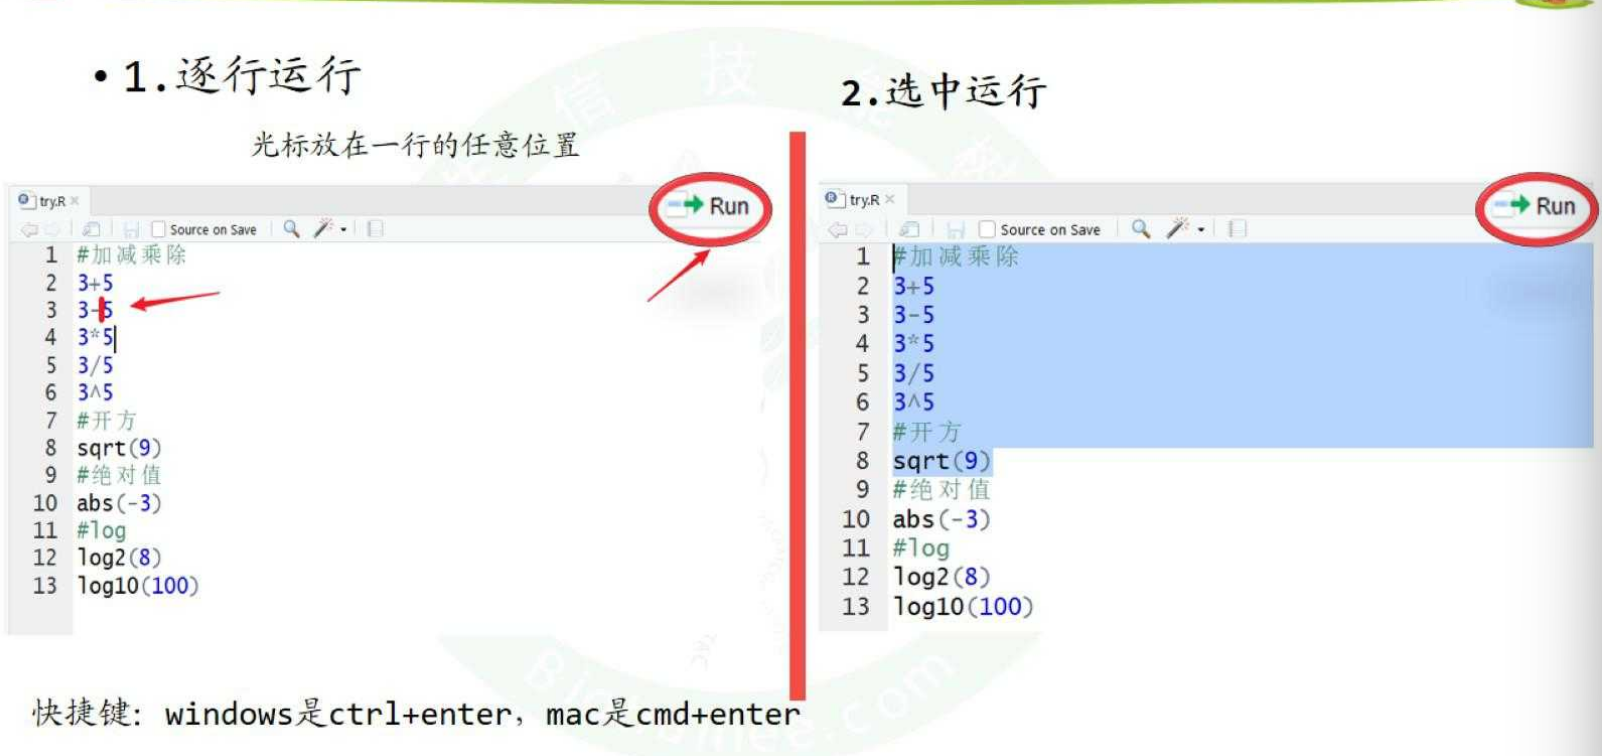 • 1.逐行运行
光标放在一行的任意位置
try.R ×
Run
Source on Save
1 #加减乘除
2 3+5
3 3-5
4 3*5
5 3/5
6 3^5
7 #开方
8 sqrt(9)
9 #绝对值
10 abs(-3)
11 #log
12 log2(8)
13 log10(100)
快捷键: windows是ctrl+enter, mac是cmd+enter
2.选中运行
try.R ×
Run
Source on Save
1 #加减乘除
2 3+5
3 3-5
4 3*5
5 3/5
6 3^5
7 #开方
8 sqrt(9)
9 #绝对值
10 abs(-3)
11 #log
12 log2(8)
13 log10(100)